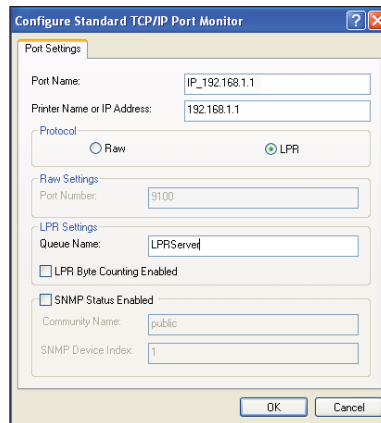 Configure Standard TCP/IP Port Monitor
Port Settings
Port Name: IP_192.168.1.1
Printer Name or IP Address: 192.168.1.1
Protocol
Raw LPR
Raw Settings
Port Number: 9100
LPR Settings
Queue Name: LPRServer
LPR Byte Counting Enabled
SNMP Status Enabled
Community Name: public
SNMP Device Index: 1
OK Cancel